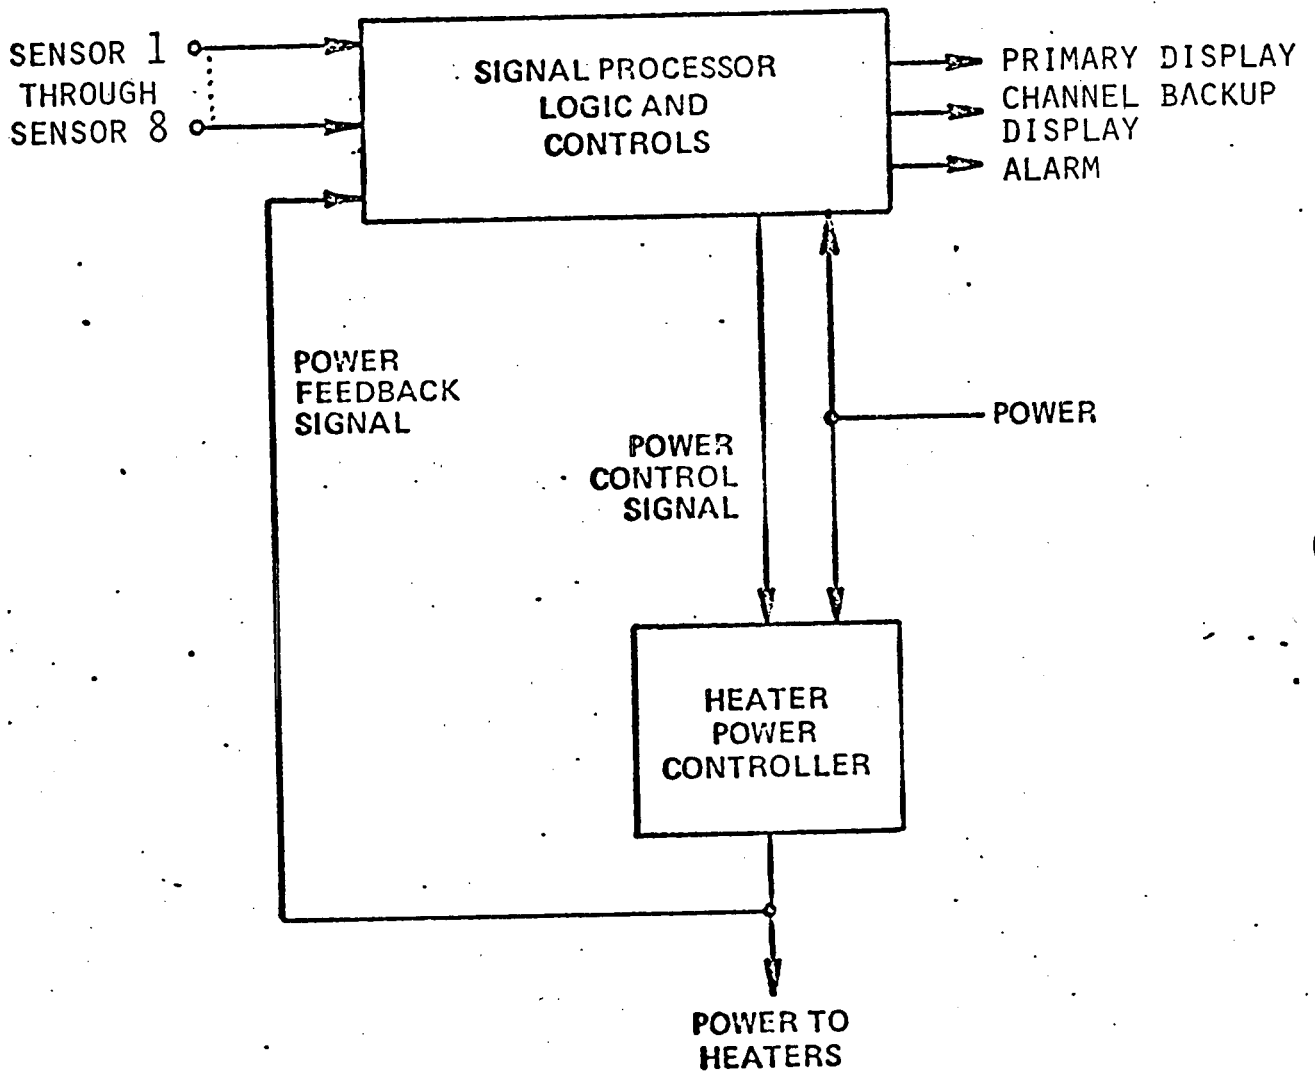 SENSOR 1
THROUGH
SENSOR 8
SIGNAL PROCESSOR
LOGIC AND
CONTROLS
PRIMARY DISPLAY
CHANNEL BACKUP
DISPLAY
ALARM
POWER
FEEDBACK
SIGNAL
POWER
CONTROL
SIGNAL
POWER
HEATER
POWER
CONTROLLER
POWER TO
HEATERS